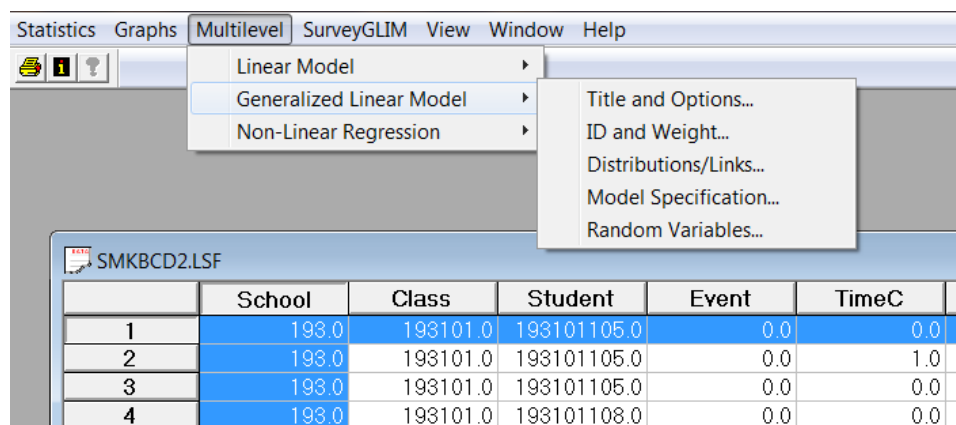 Statistics Graphs Multilevel SurveyGLIM View Window Help
Linear Model
Generalized Linear Model
Non-Linear Regression
Title and Options...
ID and Weight...
Distributions/Links...
Model Specification...
Random Variables...
SMKBCD2.LSF
School Class Student Event TimeC
1 193.0 193101.0 193101105.0 0.0 0.0
2 193.0 193101.0 193101105.0 0.0 1.0
3 193.0 193101.0 193101105.0 0.0 0.0
4 193.0 193101.0 193101108.0 0.0 0.0